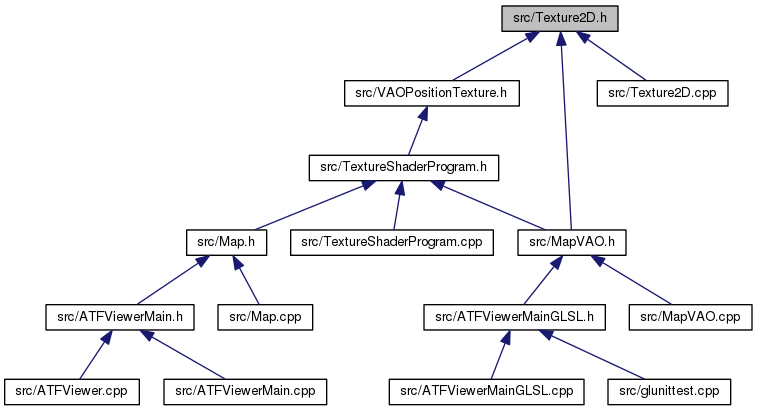 src/Texture2D.h
src/VAOPositionTexture.h
src/Texture2D.cpp
src/TextureShaderProgram.h
src/Map.h
src/TextureShaderProgram.cpp
src/MapVAO.h
src/ATFViewerMain.h
src/Map.cpp
src/ATFViewerMainGLSL.h
src/MapVAO.cpp
src/ATFViewer.cpp
src/ATFViewerMain.cpp
src/ATFViewerMainGLSL.cpp
src/glunittest.cpp